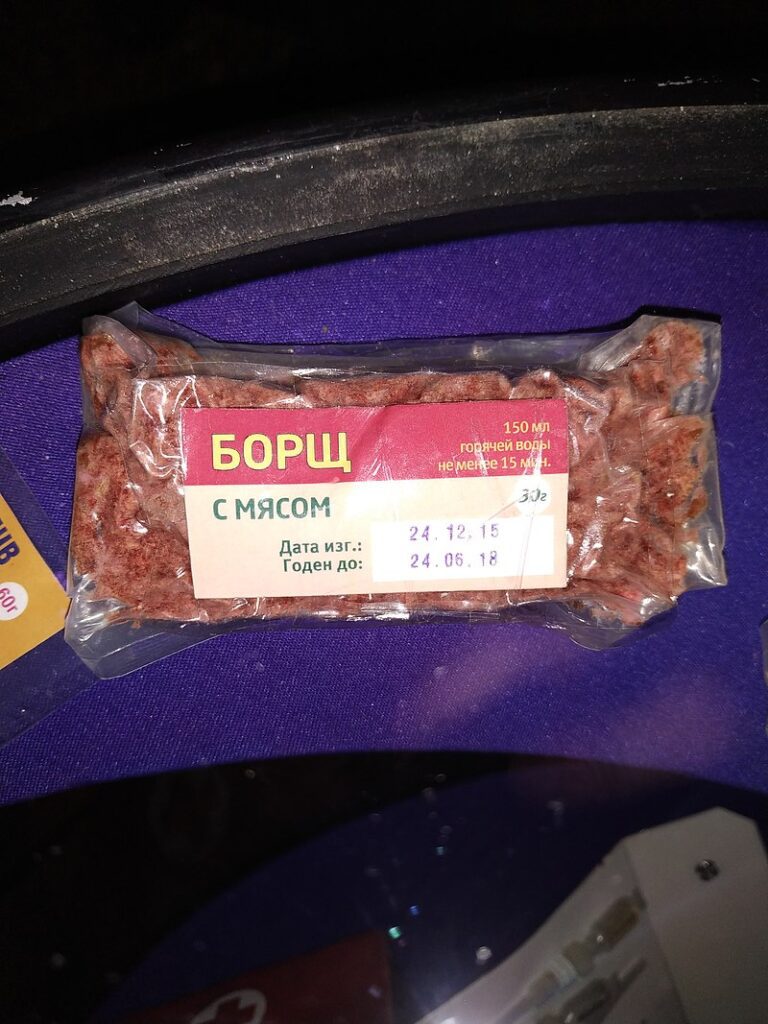 БОРЩ
150 мл
горячей воды
не менее 15 мин.
С МЯСОМ
30г
Дата изг.: 24.12.15
Годен до: 24.06.18
60г